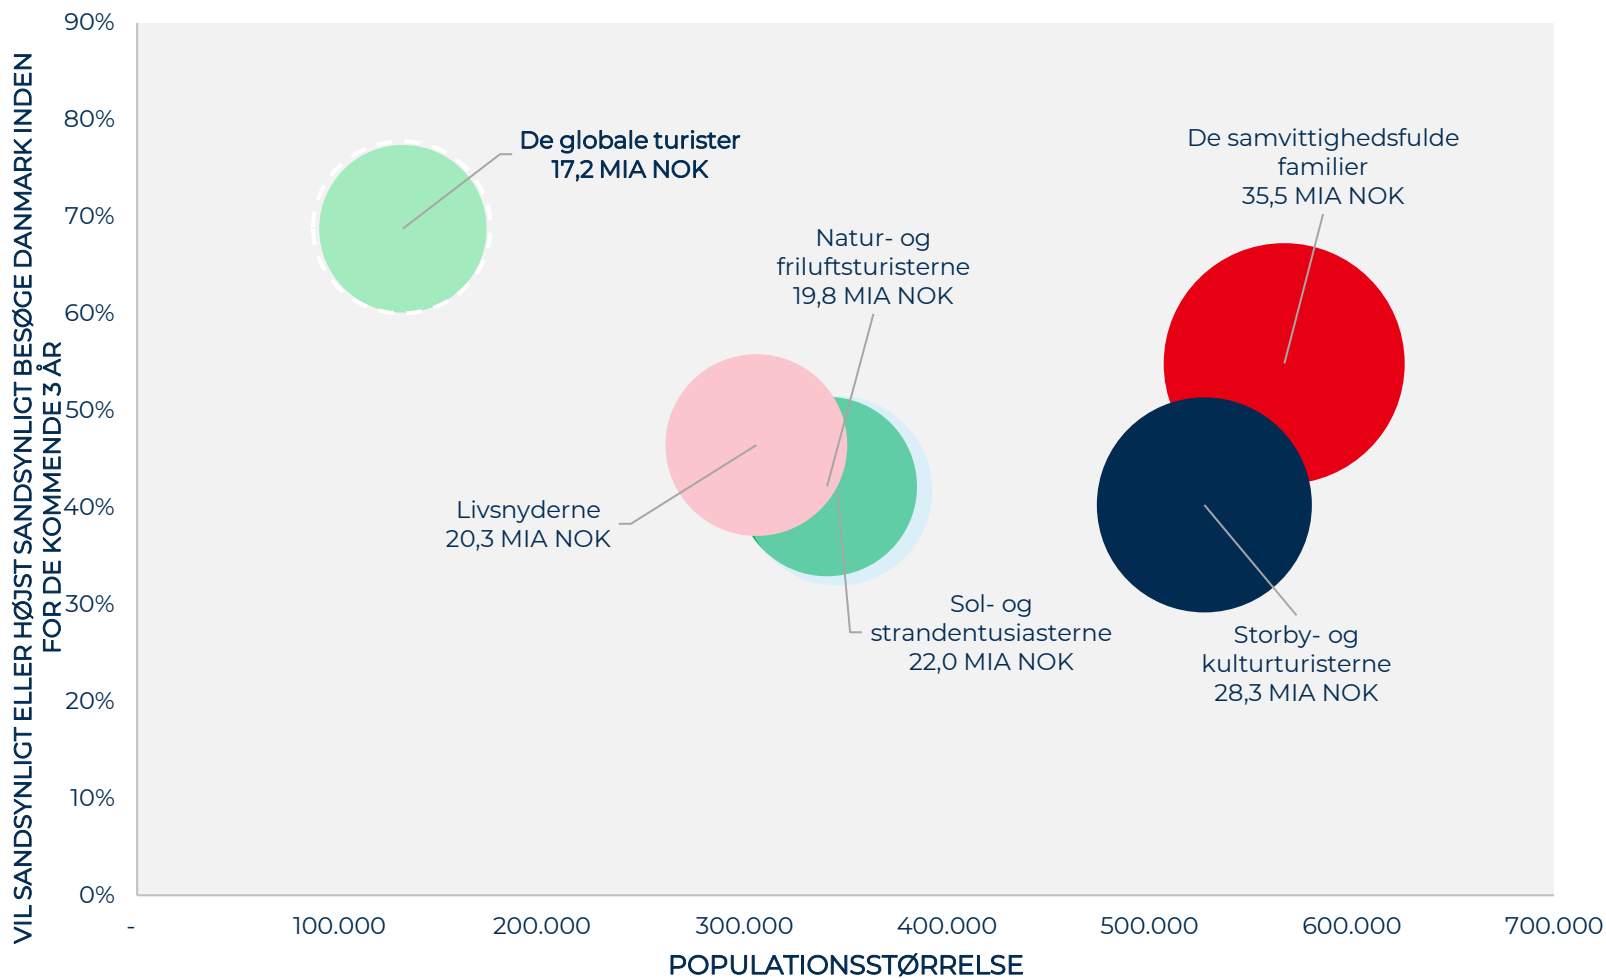 VIL SANDSYNLIGT ELLER HØJST SANDSYNLIGT BESØGE DANMARK INDEN
FOR DE KOMMENDE 3 ÅR
90%
80%
70%
60%
50%
40%
30%
20%
10%
0%
De globale turister
17,2 MIA NOK
De samvittighedsfulde
familier
35,5 MIA NOK
Natur- og
friluftsturisterne
19,8 MIA NOK
Livsnyderne
20,3 MIA NOK
Sol- og
strandentusiasterne
22,0 MIA NOK
Storby- og
kulturturisterne
28,3 MIA NOK
- 100.000 200.000 300.000 400.000 500.000 600.000 700.000
POPULATIONSSTØRRELSE